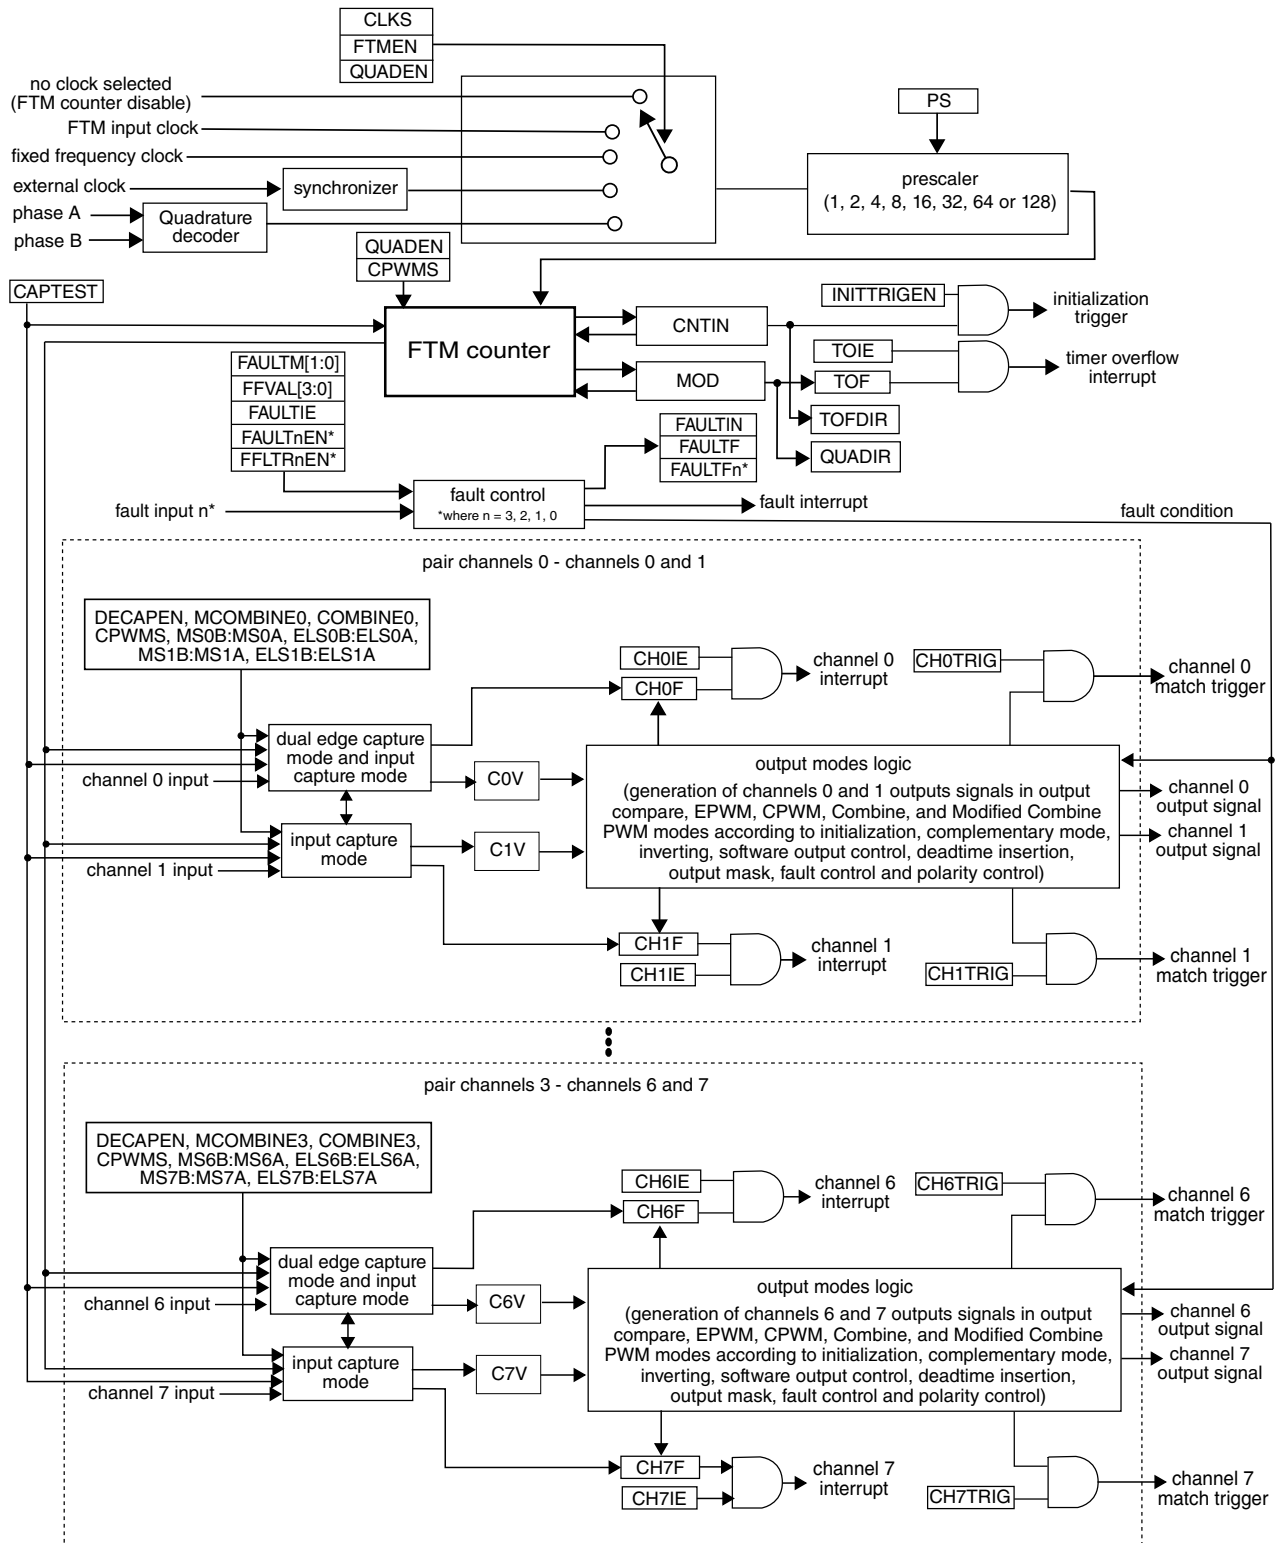 CLKS
FTMEN
QUADEN
no clock selected
(FTM counter disable)
FTM input clock
fixed frequency clock
external clock
synchronizer
phase A
phase B
Quadrature
decoder
PS
prescaler
(1, 2, 4, 8, 16, 32, 64 or 128)
QUADEN
CPWMS
CAPTEST
FTM counter
CNTIN
MOD
INITTRIGEN
initialization
trigger
TOIE
TOF
timer overflow
interrupt
TOFDIR
QUADIR
FAULTM[1:0]
FFVAL[3:0]
FAULTIE
FAULTnEN*
FFLTRnEN*
FAULTIN
FAULTF
FAULTFn*
fault input n*
fault control
*where n = 3, 2, 1, 0
fault interrupt
fault condition
pair channels 0 - channels 0 and 1
DECAPEN, MCOMBINE0, COMBINE0,
CPWMS, MS0B:MS0A, ELS0B:ELS0A,
MS1B:MS1A, ELS1B:ELS1A
CH0IE
CH0F
channel 0
interrupt
CH0TRIG
channel 0
match trigger
dual edge capture
mode and input
capture mode
channel 0 input
C0V
input capture
mode
channel 1 input
C1V
output modes logic
(generation of channels 0 and 1 outputs signals in output
compare, EPWM, CPWM, Combine, and Modified Combine
PWM modes according to initialization, complementary mode,
inverting, software output control, deadtime insertion,
output mask, fault control and polarity control)
channel 0
output signal
channel 1
output signal
CH1F
CH1IE
channel 1
interrupt
CH1TRIG
channel 1
match trigger
pair channels 3 - channels 6 and 7
DECAPEN, MCOMBINE3, COMBINE3,
CPWMS, MS6B:MS6A, ELS6B:ELS6A,
MS7B:MS7A, ELS7B:ELS7A
CH6IE
CH6F
channel 6
interrupt
CH6TRIG
channel 6
match trigger
dual edge capture
mode and input
capture mode
channel 6 input
C6V
input capture
mode
channel 7 input
C7V
output modes logic
(generation of channels 6 and 7 outputs signals in output
compare, EPWM, CPWM, Combine, and Modified Combine
PWM modes according to initialization, complementary mode,
inverting, software output control, deadtime insertion,
output mask, fault control and polarity control)
channel 6
output signal
channel 7
output signal
CH7F
CH7IE
channel 7
interrupt
CH7TRIG
channel 7
match trigger